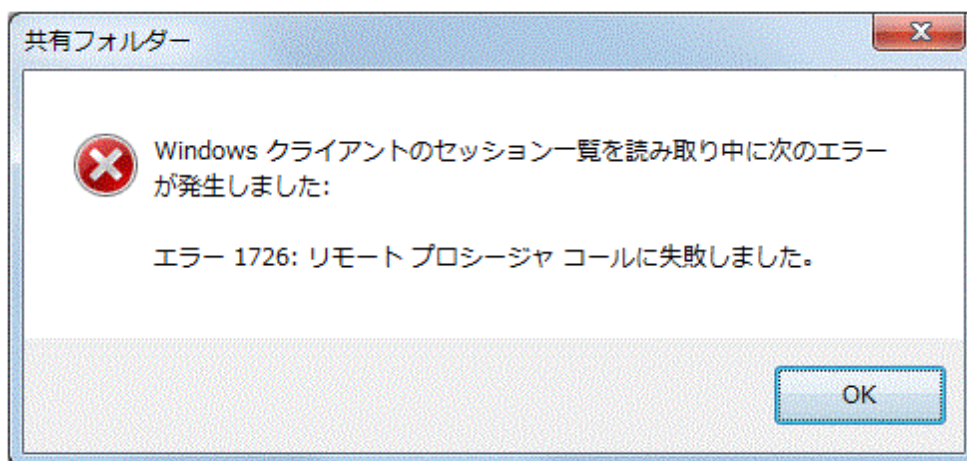 共有フォルダー
Windows クライアントのセッション一覧を読み取り中に次のエラー
が発生しました:
エラー 1726: リモート プロシージャ コールに失敗しました。
OK